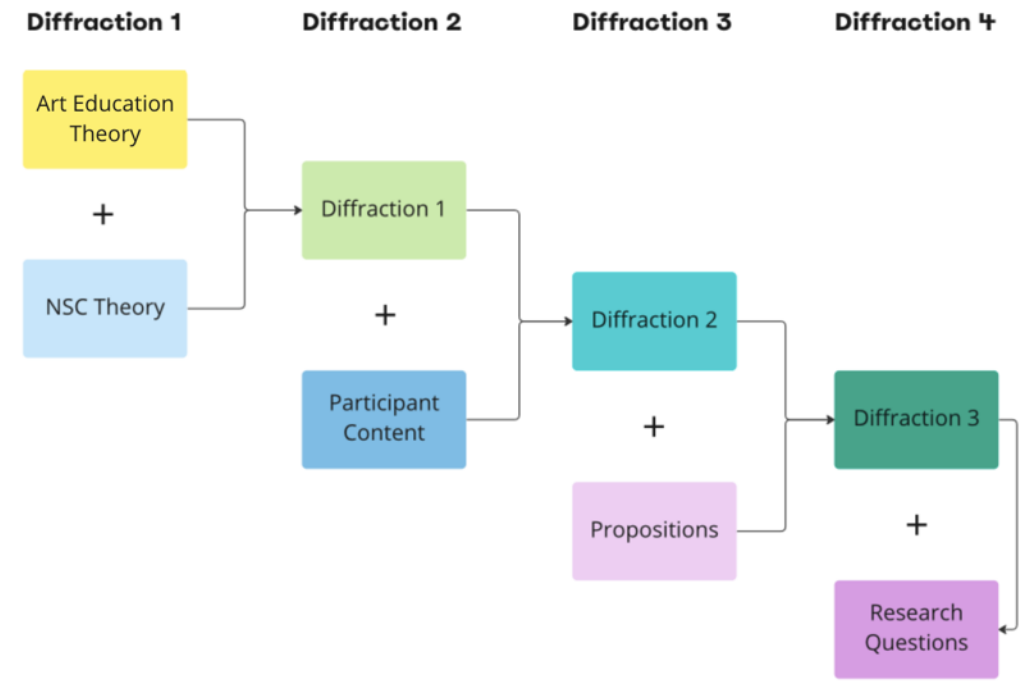 Diffraction 1
Diffraction 2
Diffraction 3
Diffraction 4
Art Education
Theory
+
NSC Theory
Diffraction 1
+
Participant
Content
Diffraction 2
+
Propositions
Diffraction 3
+
Research
Questions